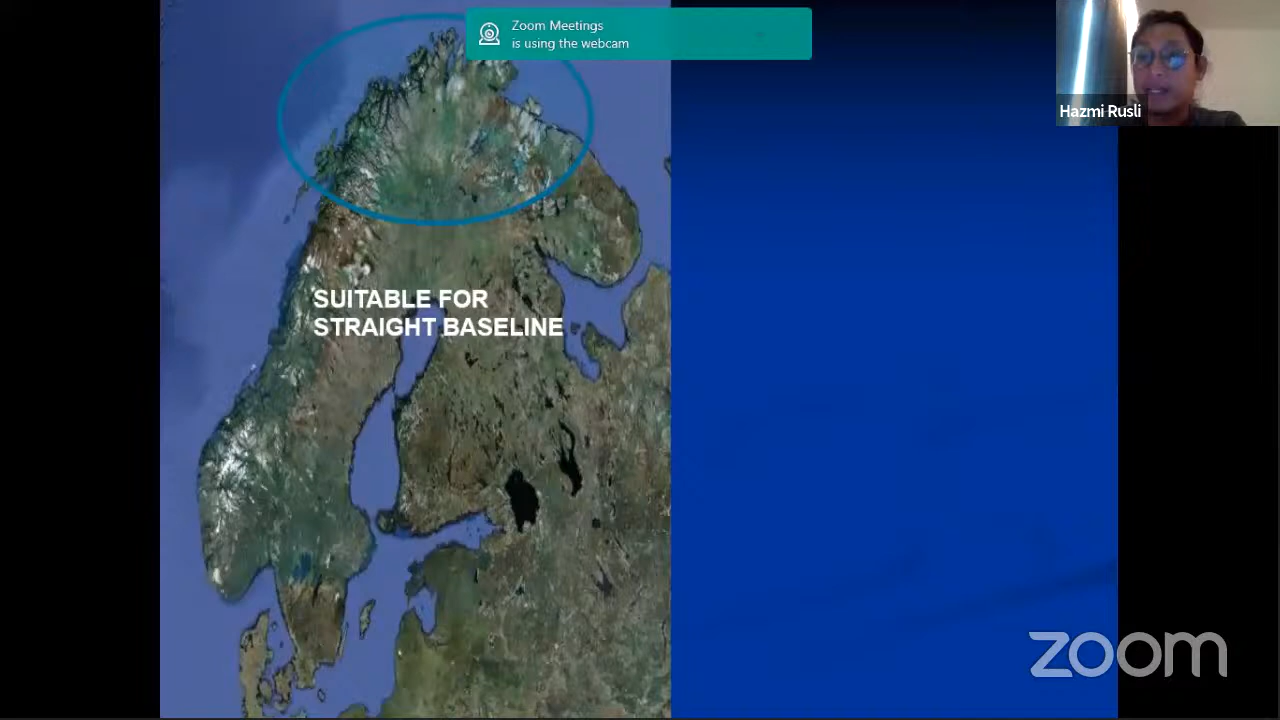 Zoom Meetings
is using the webcam
Hazmi Rusli
SUITABLE FOR
STRAIGHT BASELINE
zoom